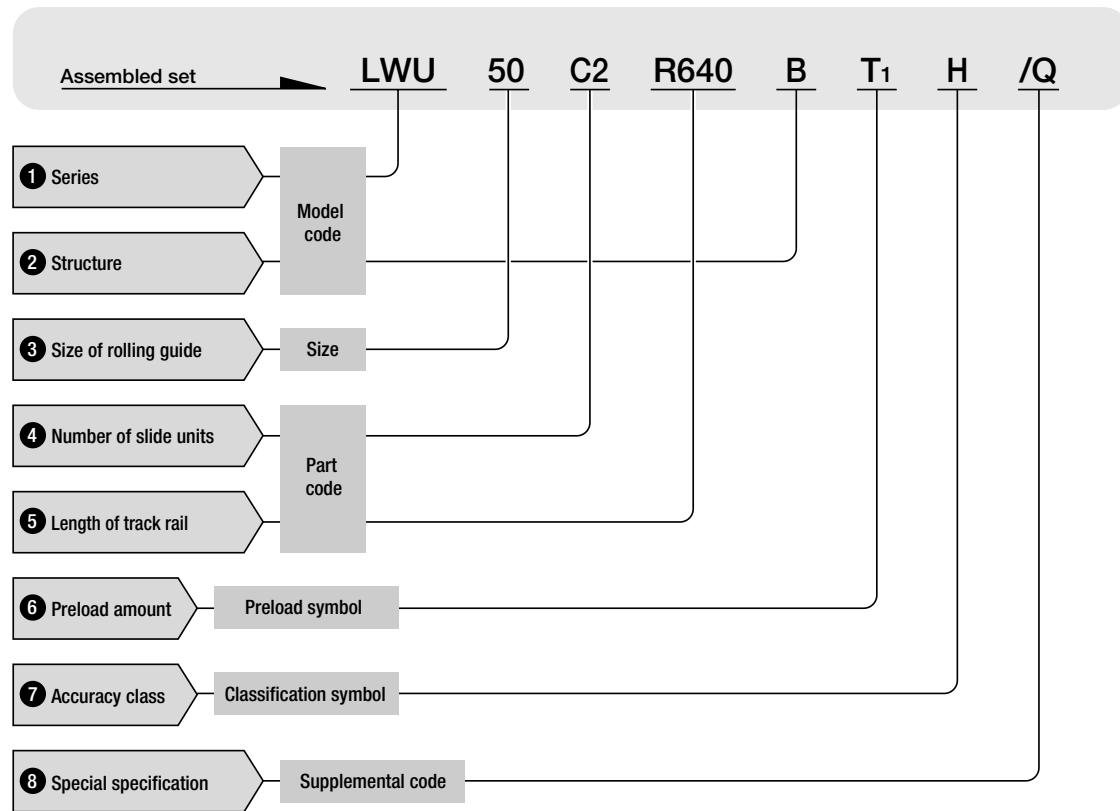 Assembled set LWU 50 C2 R640 B T1 H /Q
1 Series
Model
code
2 Structure
3 Size of rolling guide Size
4 Number of slide units
Part
code
5 Length of track rail
6 Preload amount Preload symbol
7 Accuracy class Classification symbol
8 Special specification Supplemental code